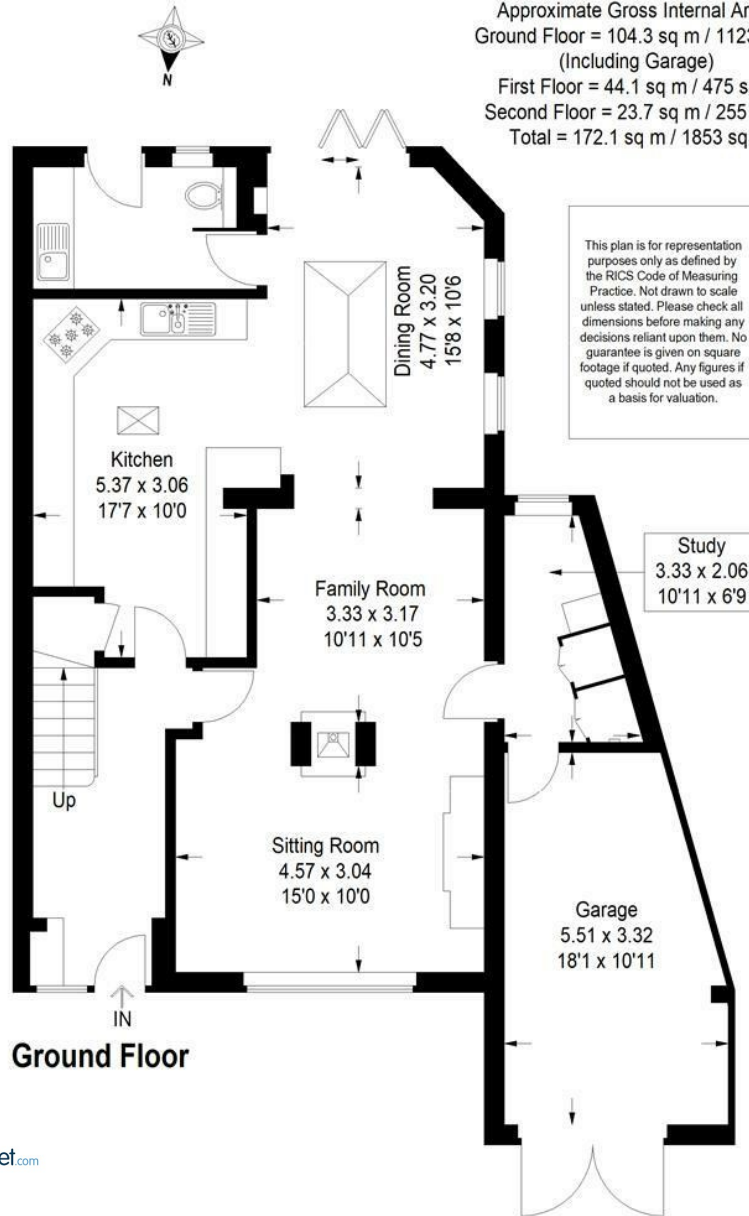 N
Approximate Gross Internal Ar
Ground Floor = 104.3 sq m / 1123
(Including Garage)
First Floor = 44.1 sq m / 475 s
Second Floor = 23.7 sq m / 255
Total = 172.1 sq m / 1853 sq
This plan is for representation
purposes only as defined by
the RICS Code of Measuring
Practice. Not drawn to scale
unless stated. Please check all
dimensions before making any
decisions reliant upon them. No
guarantee is given on square
footage if quoted. Any figures if
quoted should not be used as
a basis for valuation.
Dining Room
4.77 x 3.20
15'8 x 10'6
Kitchen
5.37 x 3.06
17'7 x 10'0
Study
3.33 x 2.06
10'11 x 6'9
Family Room
3.33 x 3.17
10'11 x 10'5
Up
Sitting Room
4.57 x 3.04
15'0 x 10'0
Garage
5.51 x 3.32
18'1 x 10'11
IN
Ground Floor
et.com